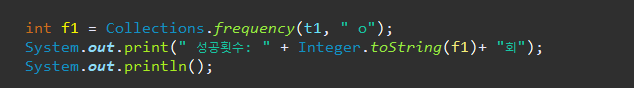 int f1 = Collections.frequency(t1, " o");
System.out.print(" 성공횟수: " + Integer.toString(f1)+ "회");
System.out.println();